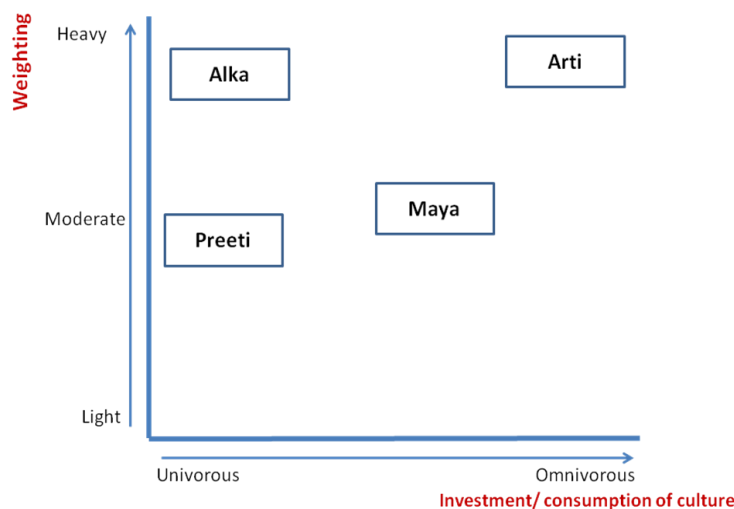 Weighting
Heavy
Alka
Arti
Moderate
Maya
Preeti
Light
Univorous
Omnivorous
Investment/ consumption of culture